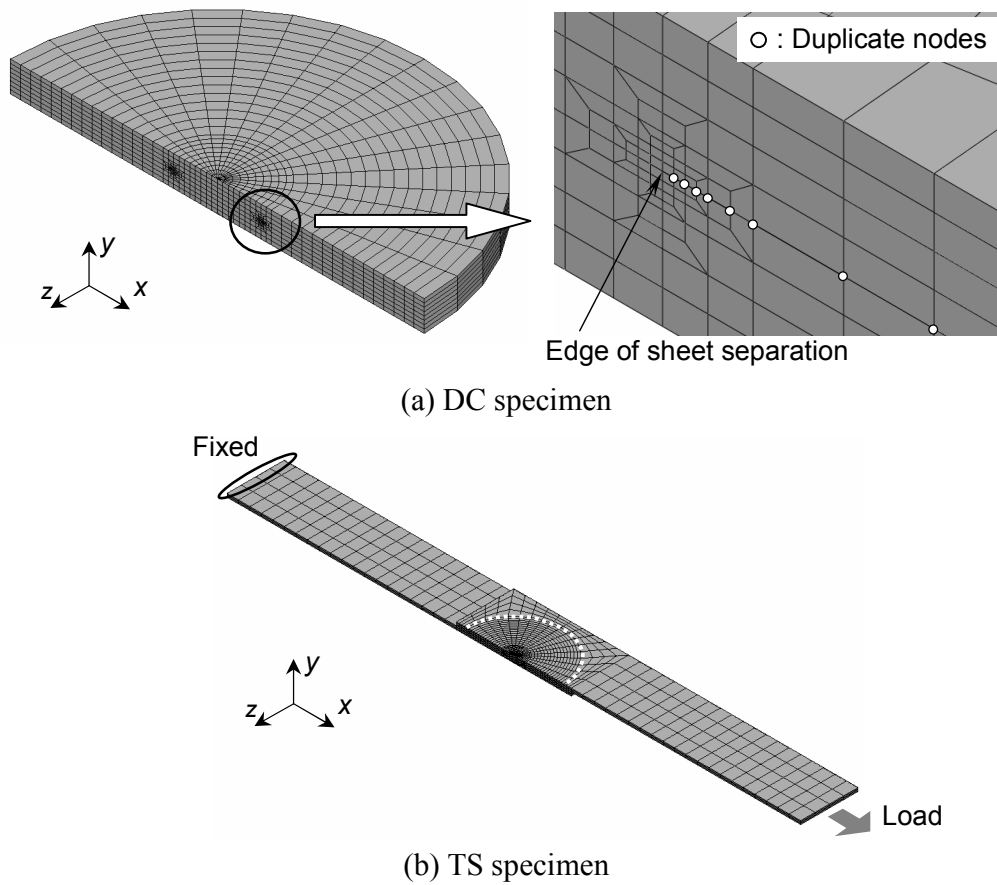 : Duplicate nodes
y
z
x
Edge of sheet separation
(a) DC specimen
Fixed
y
z
x
Load
(b) TS specimen